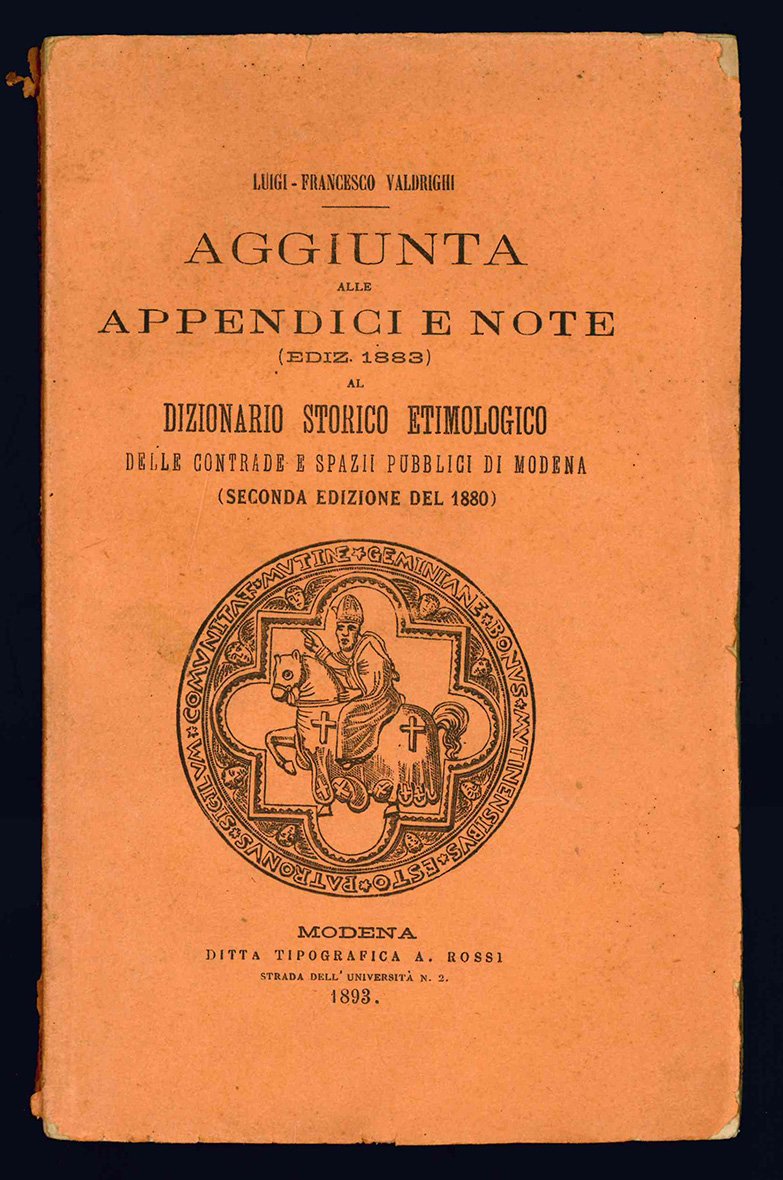 LUIGI - FRANCESCO VALDRIGHI
AGGIUNTA
ALLE
APPENDICI E NOTE
(EDIZ. 1883)
AL
DIZIONARIO STORICO ETIMOLOGICO
DELLE CONTRADE E SPAZII PUBBLICI DI MODENA
(SECONDA EDIZIONE DEL 1880)
SIGILVM★COMVNITAT★MVTINE★GEMINIANE★BONVS★MVTINENSIBVS★ESTO★PATRONVS★
MODENA
DITTA TIPOGRAFICA A. ROSSI
STRADA DELL' UNIVERSITÀ N. 2.
1893.